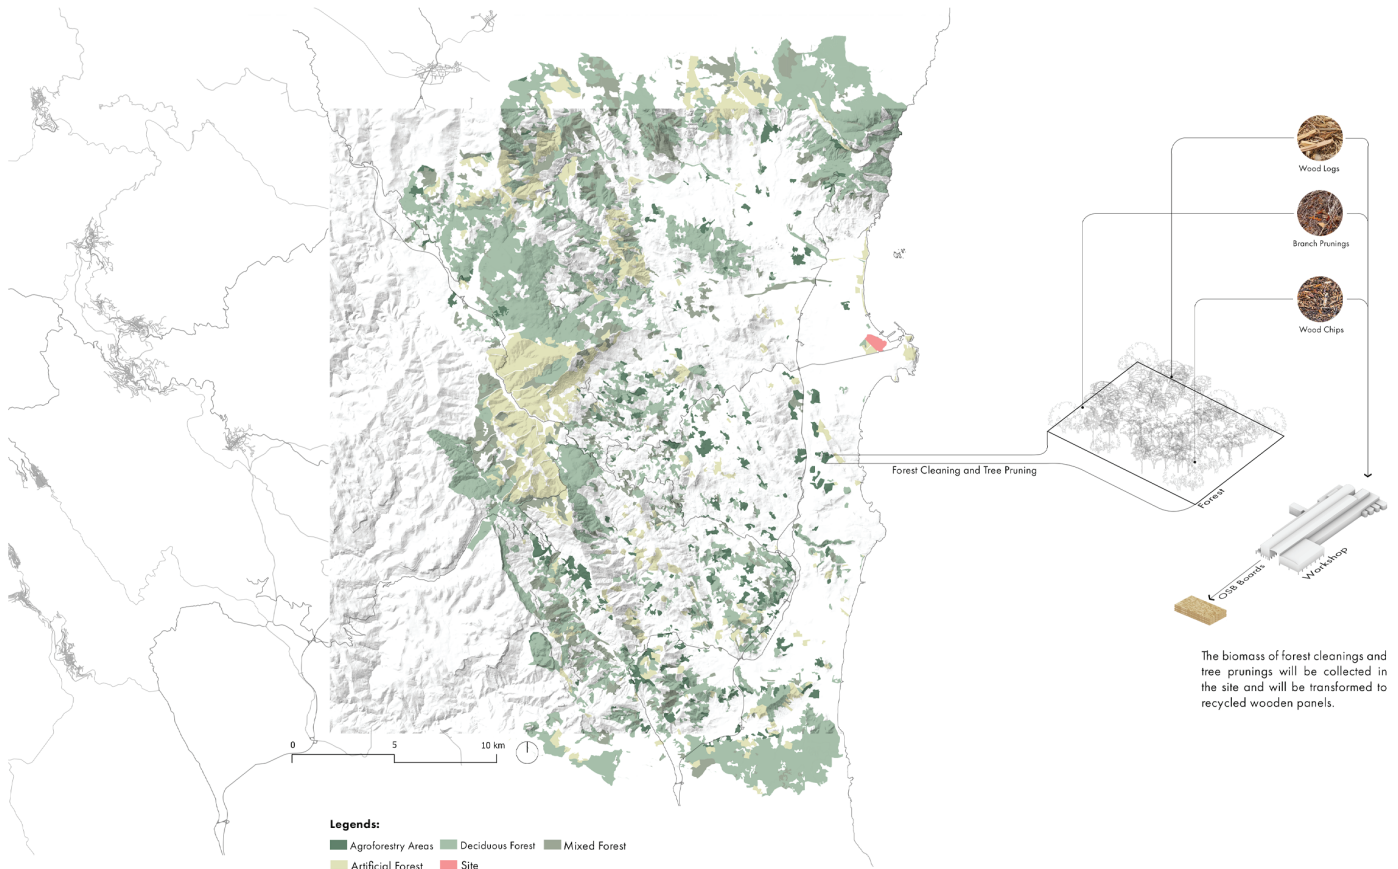 Wood Logs
Branch Prunings
Wood Chips
Forest Cleaning and Tree Pruning
Forest
Workshop
OSB Boards
The biomass of forest cleanings and
tree prunings will be collected in
the site and will be transformed to
recycled wooden panels.
0 5 10 km
Legends:
Agroforestry Areas Deciduous Forest Mixed Forest
Artificial Forest Site